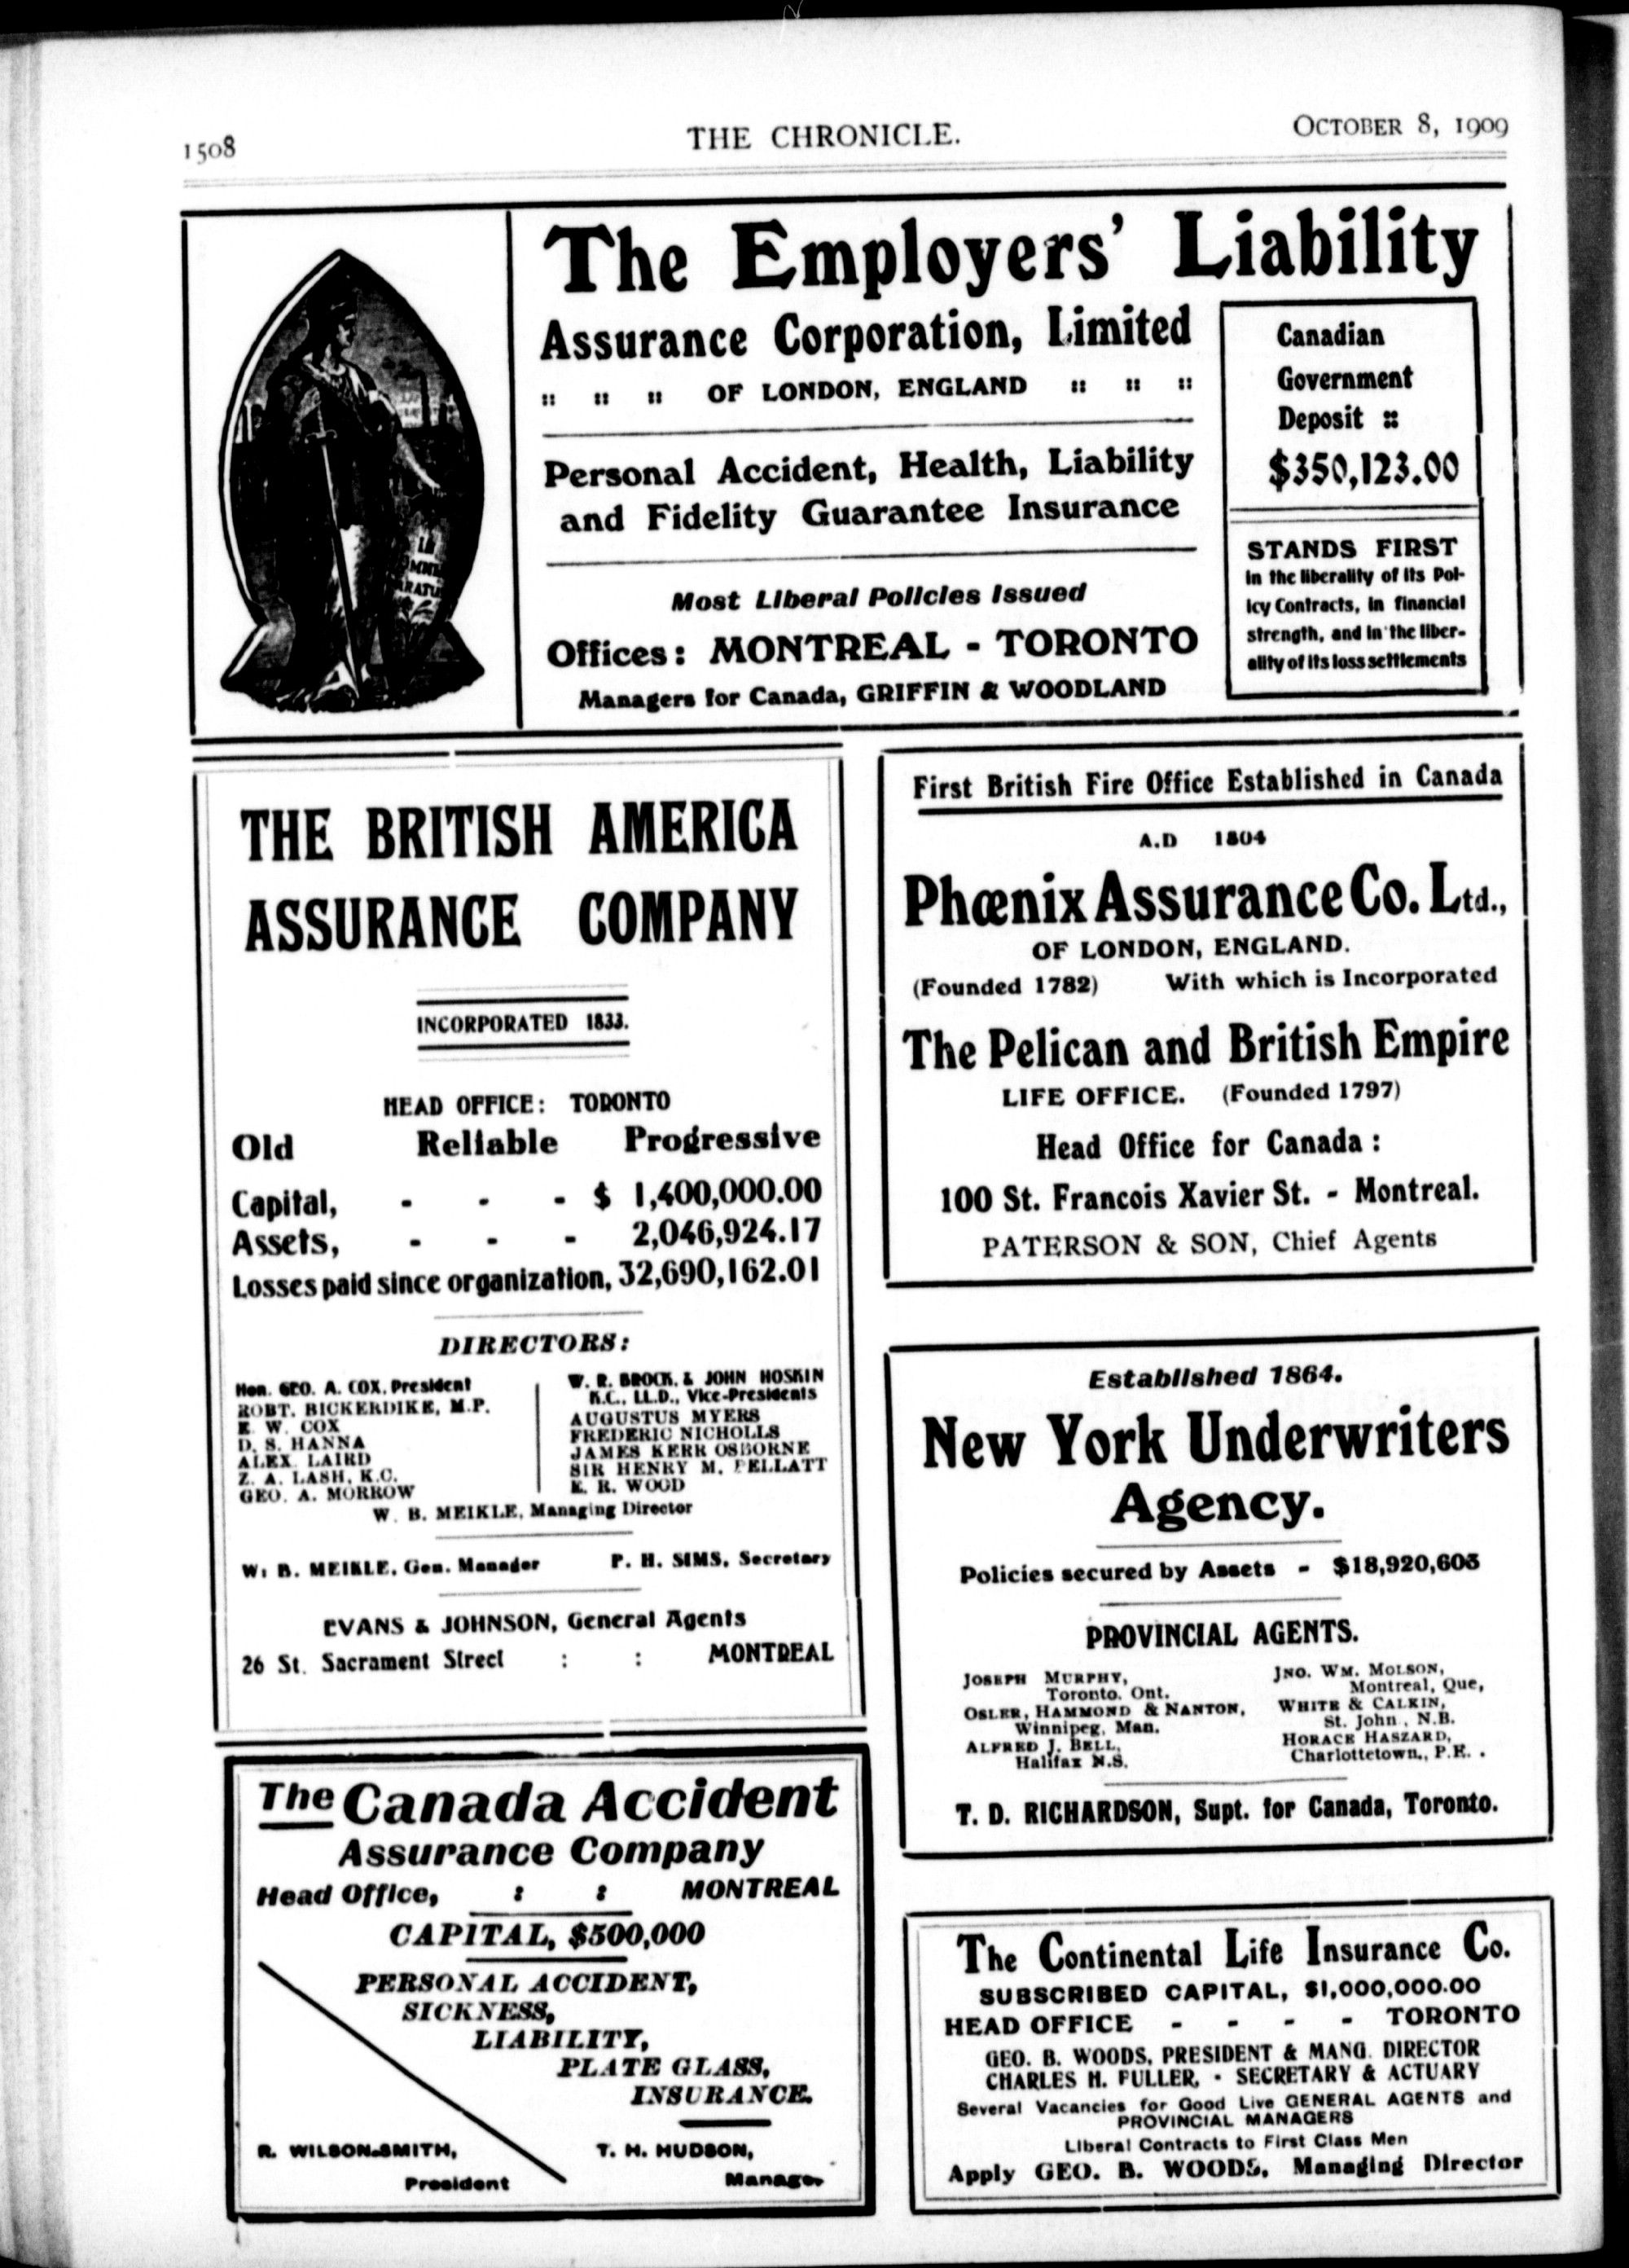 1508
THE CHRONICLE.
OCTOBER 8, 1909
LIA
The Employers' Liability
Assurance Corporation, Limited
:: :: :: OF LONDON, ENGLAND :: :: ::
Personal Accident, Health, Liability
and Fidelity Guarantee Insurance
Most Liberal Policies Issued
Offices: MONTREAL - TORONTO
Managers for Canada, GRIFFIN & WOODLAND
Canadian
Government
Deposit ::
$350,123.00
STANDS FIRST
in the liberality of its Pol-
icy Contracts, in financial
strength, and in the liber-
ality of its loss settlements
THE BRITISH AMERICA
ASSURANCE COMPANY
INCORPORATED 1833.
HEAD OFFICE: TORONTO
Old Reliable Progressive
Capital, - - - $ 1,400,000.00
Assets, - - - 2,046,924.17
Losses paid since organization, 32,690,162.01
DIRECTORS:
Hon. GEO. A. COX, President
ROBT. BICKERDIKE, M.P.
E. W. COX
D. S. HANNA
ALEX. LAIRD
Z. A. LASH, K.C.
GEO. A. MORROW
W. R. BROCK, & JOHN HOSKIN
K.C., LL.D., Vice-Presidents
AUGUSTUS MYERS
FREDERIC NICHOLLS
JAMES KERR OSBORNE
SIR HENRY M. PELLATT
E. R. WOOD
W. B. MEIKLE, Managing Director
W. B. MEIKLE, Gen. Manager P. H. SIMS, Secretary
EVANS & JOHNSON, General Agents
26 St. Sacrament Street : : MONTREAL
First British Fire Office Established in Canada
A.D 1804
Phœnix Assurance Co. Ltd.,
OF LONDON, ENGLAND.
(Founded 1782) With which is Incorporated
The Pelican and British Empire
LIFE OFFICE. (Founded 1797)
Head Office for Canada:
100 St. Francois Xavier St. - Montreal.
PATERSON & SON, Chief Agents
Established 1864.
New York Underwriters
Agency.
Policies secured by Assets - $18,920,603
PROVINCIAL AGENTS.
JOSEPH MURPHY,
Toronto. Ont.
OSLER, HAMMOND & NANTON,
Winnipeg, Man.
ALFRED J. BELL,
Halifax N.S.
JNO. WM. MOLSON,
Montreal, Que,
WHITE & CALKIN,
St. John, N.B.
HORACE HASZARD,
Charlottetown., P.E. .
T. D. RICHARDSON, Supt. for Canada, Toronto.
The Canada Accident
Assurance Company
Head Office, : : MONTREAL
CAPITAL, $500,000
PERSONAL ACCIDENT,
SICKNESS,
LIABILITY,
PLATE GLASS,
INSURANCE.
R. WILSON-SMITH,
President
T. H. HUDSON,
Manager
The Continental Life Insurance Co.
SUBSCRIBED CAPITAL, $1,000,000.00
HEAD OFFICE - - - - TORONTO
GEO. B. WOODS, PRESIDENT & MANG. DIRECTOR
CHARLES H. FULLER, - SECRETARY & ACTUARY
Several Vacancies for Good Live GENERAL AGENTS and
PROVINCIAL MANAGERS
Liberal Contracts to First Class Men
Apply GEO. B. WOODS, Managing Director